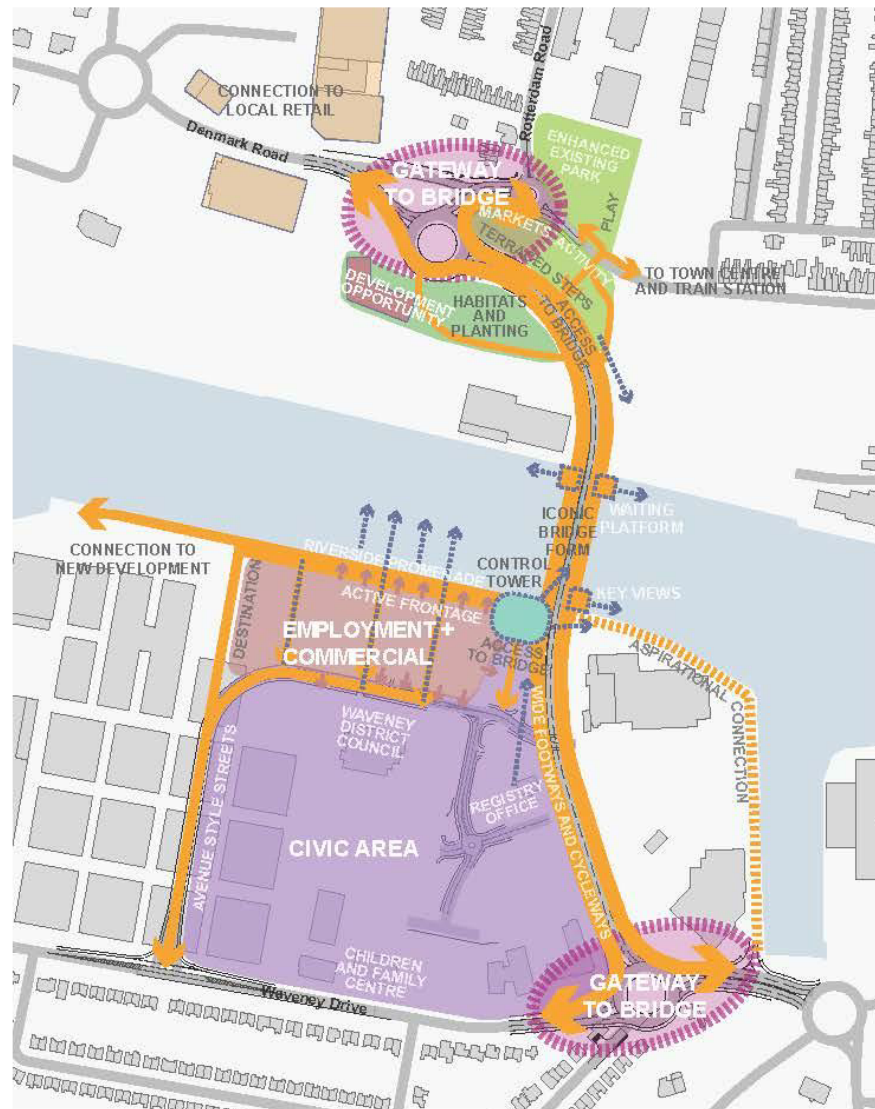 CONNECTION TO
LOCAL RETAIL
Denmark Road
Rotterdam Road
ENHANCED
EXISTING
PARK
PLAY
GATEWAY
TO BRIDGE
MARKETS/ACTIVITY
TERRACED STEPS
TO TOWN CENTRE
AND TRAIN STATION
DEVELOPMENT
OPPORTUNITY
HABITATS
AND
PLANTING
ACCESS
TO BRIDGE
WAITING
PLATFORM
ICONIC
BRIDGE
FORM
CONTROL
TOWER
KEY VIEWS
CONNECTION TO
NEW DEVELOPMENT
RIVERSIDE PROMENADE
ACTIVE FRONTAGE
DESTINATION
EMPLOYMENT+
COMMERCIAL
ACCESS
TO BRIDGE
ASPIRATIONAL
CONNECTION
WIDE FOOTWAYS AND CYCLEWAYS
AVENUE STYLE STREETS
WAVENEY
DISTRICT
COUNCIL
REGISTRY
OFFICE
CIVIC AREA
CHILDREN
AND FAMILY
CENTRE
Waveney Drive
GATEWAY
TO BRIDGE